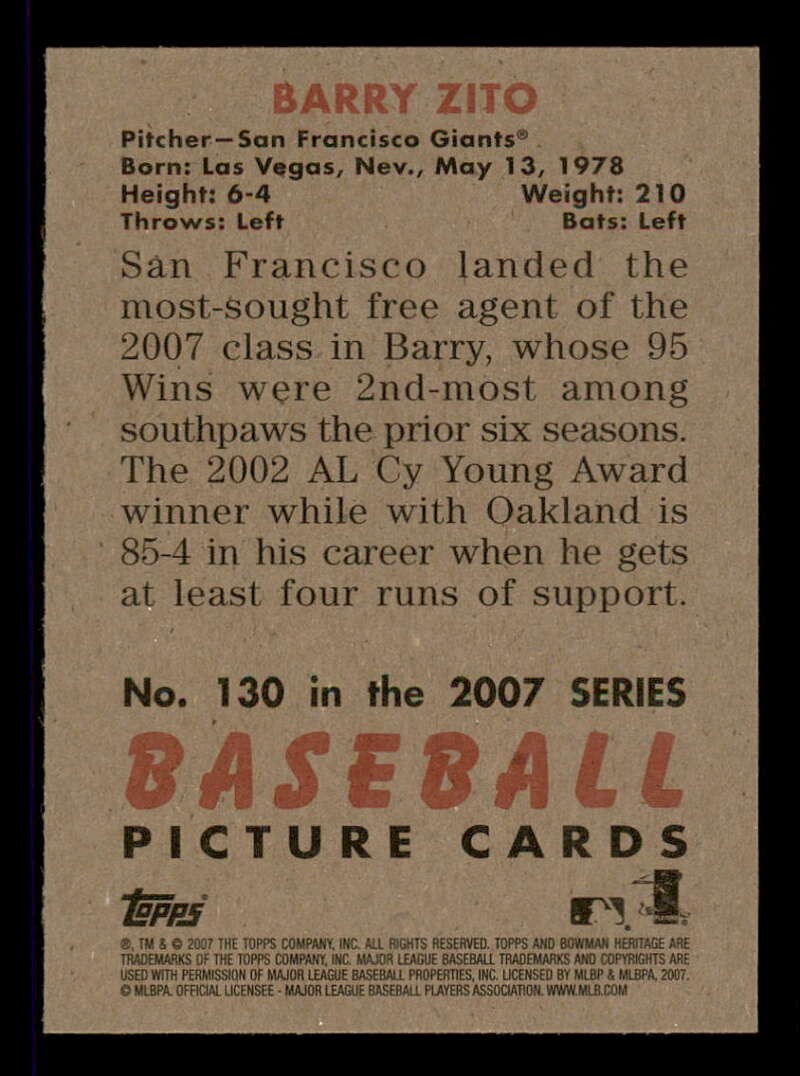 BARRY ZITO
Pitcher—San Francisco Giants®
Born: Las Vegas, Nev., May 13, 1978
Height: 6-4 Weight: 210
Throws: Left Bats: Left
San Francisco landed the
most-sought free agent of the
2007 class in Barry, whose 95
Wins were 2nd-most among
southpaws the prior six seasons.
The 2002 AL Cy Young Award
winner while with Oakland is
85-4 in his career when he gets
at least four runs of support.
No. 130 in the 2007 SERIES
BASEBALL
PICTURE CARDS
topps
®, TM & © 2007 THE TOPPS COMPANY, INC. ALL RIGHTS RESERVED. TOPPS AND BOWMAN HERITAGE ARE
TRADEMARKS OF THE TOPPS COMPANY, INC. MAJOR LEAGUE BASEBALL TRADEMARKS AND COPYRIGHTS ARE
USED WITH PERMISSION OF MAJOR LEAGUE BASEBALL PROPERTIES, INC. LICENSED BY MLBP & MLBPA, 2007.
© MLBPA. OFFICIAL LICENSEE - MAJOR LEAGUE BASEBALL PLAYERS ASSOCIATION. WWW.MLB.COM